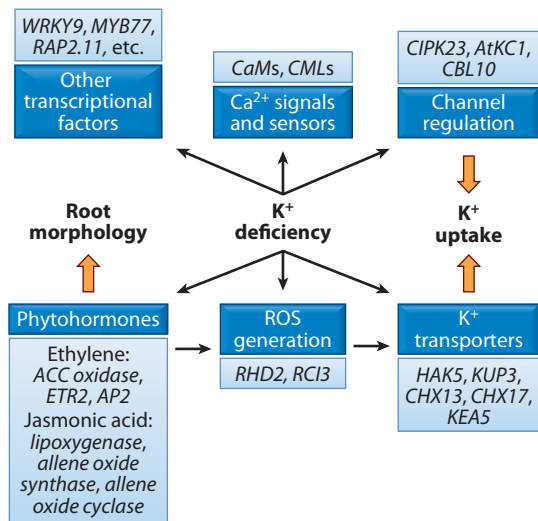 WRKY9, MYB77,
RAP2.11, etc.
Other
transcriptional
factors
CaMs, CMLs
Ca²⁺ signals
and sensors
CIPK23, AtKC1,
CBL10
Channel
regulation
Root
morphology
K⁺
deficiency
K⁺
uptake
Phytohormones
Ethylene:
ACC oxidase,
ETR2, AP2
Jasmonic acid:
lipoxygenase,
allene oxide
synthase, allene
oxide cyclase
ROS
generation
RHD2, RCI3
K⁺
transporters
HAK5, KUP3,
CHX13, CHX17,
KEA5